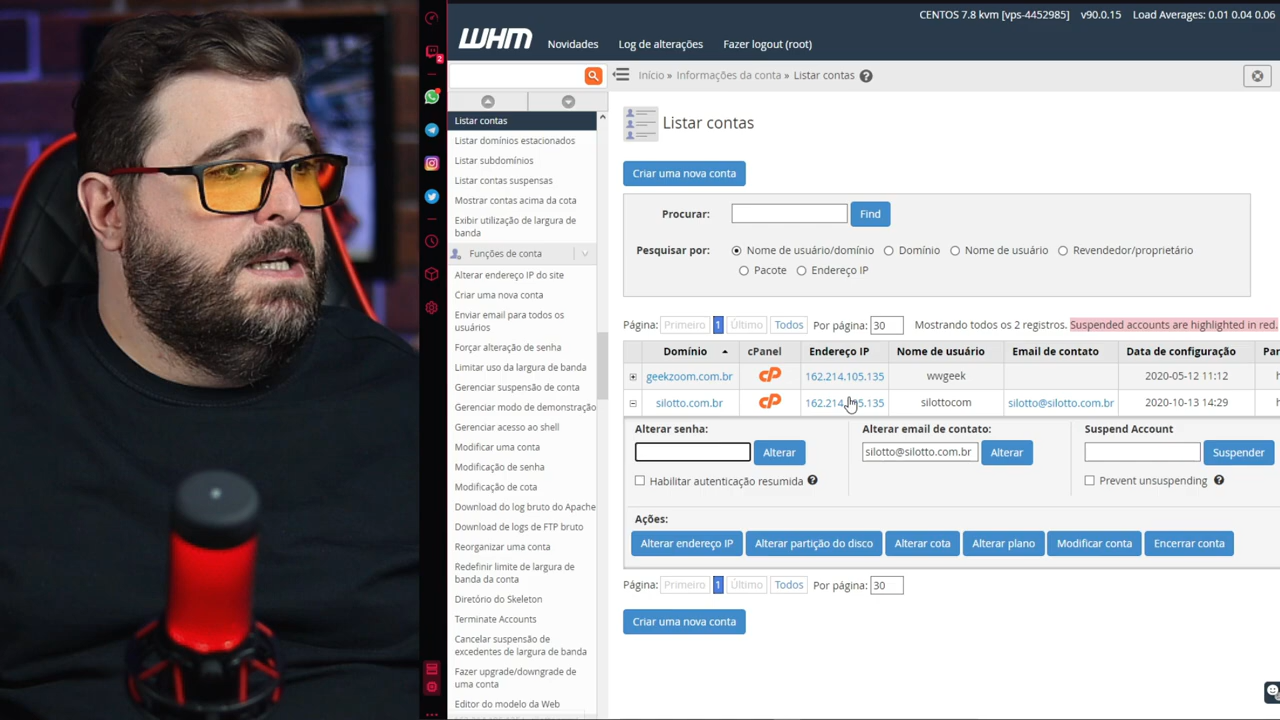 CENTOS 7.8 kvm [vps-4452985] v90.0.15 Load Averages: 0.01 0.04 0.06
WHM Novidades Log de alterações Fazer logout (root)
2
Início » Informações da conta » Listar contas
Listar contas
Listar domínios estacionados
Listar subdomínios
Listar contas suspensas
Mostrar contas acima da cota
Exibir utilização de largura de
banda
Funções de conta
Alterar endereço IP do site
Criar uma nova conta
Enviar email para todos os
usuários
Forçar alteração de senha
Limitar uso da largura de banda
Gerenciar suspensão de conta
Gerenciar modo de demonstração
Gerenciar acesso ao shell
Modificar uma conta
Modificação de senha
Modificação de cota
Download do log bruto do Apache
Download de logs de FTP bruto
Reorganizar uma conta
Redefinir limite de largura de
banda da conta
Diretório do Skeleton
Terminate Accounts
Cancelar suspensão de
excedentes de largura de banda
Fazer upgrade/downgrade de
uma conta
Editor do modelo da Web
Listar contas
Criar uma nova conta
Procurar: Find
Pesquisar por: Nome de usuário/domínio Domínio Nome de usuário Revendedor/proprietário
Pacote Endereço IP
Página: Primeiro 1 Último Todos Por página: 30 Mostrando todos os 2 registros. Suspended accounts are highlighted in red.
Domínio cPanel Endereço IP Nome de usuário Email de contato Data de configuração
geekzoom.com.br cP 162.214.105.135 wwgeek 2020-05-12 11:12
silotto.com.br cP 162.214.105.135 silottocom silotto@silotto.com.br 2020-10-13 14:29
Alterar senha: Alterar email de contato: Suspend Account
Alterar silotto@silotto.com.br Alterar Suspender
Habilitar autenticação resumida Prevent unsuspending
Ações:
Alterar endereço IP Alterar partição do disco Alterar cota Alterar plano Modificar conta Encerrar conta
Página: Primeiro 1 Último Todos Por página: 30
Criar uma nova conta